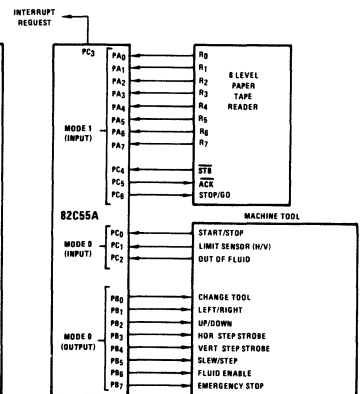 INTERRUPT
REQUEST
PC3
PA0 R0
PA1 R1
PA2 R2
PA3 R3
PA4 R4
PA5 R5
PA6 R6
PA7 R7
8 LEVEL
PAPER
TAPE
READER
MODE 1
(INPUT)
PC4 STB
PC5 ACK
PC6 STOP/GO
82C55A
MACHINE TOOL
MODE 0
(INPUT)
PC0 START/STOP
PC1 LIMIT SENSOR (H/V)
PC2 OUT OF FLUID
MODE 0
(OUTPUT)
PB0 CHANGE TOOL
PB1 LEFT/RIGHT
PB2 UP/DOWN
PB3 HOR STEP STROBE
PB4 VERT STEP STROBE
PB5 SLEW/STEP
PB6 FLUID ENABLE
PB7 EMERGENCY STOP